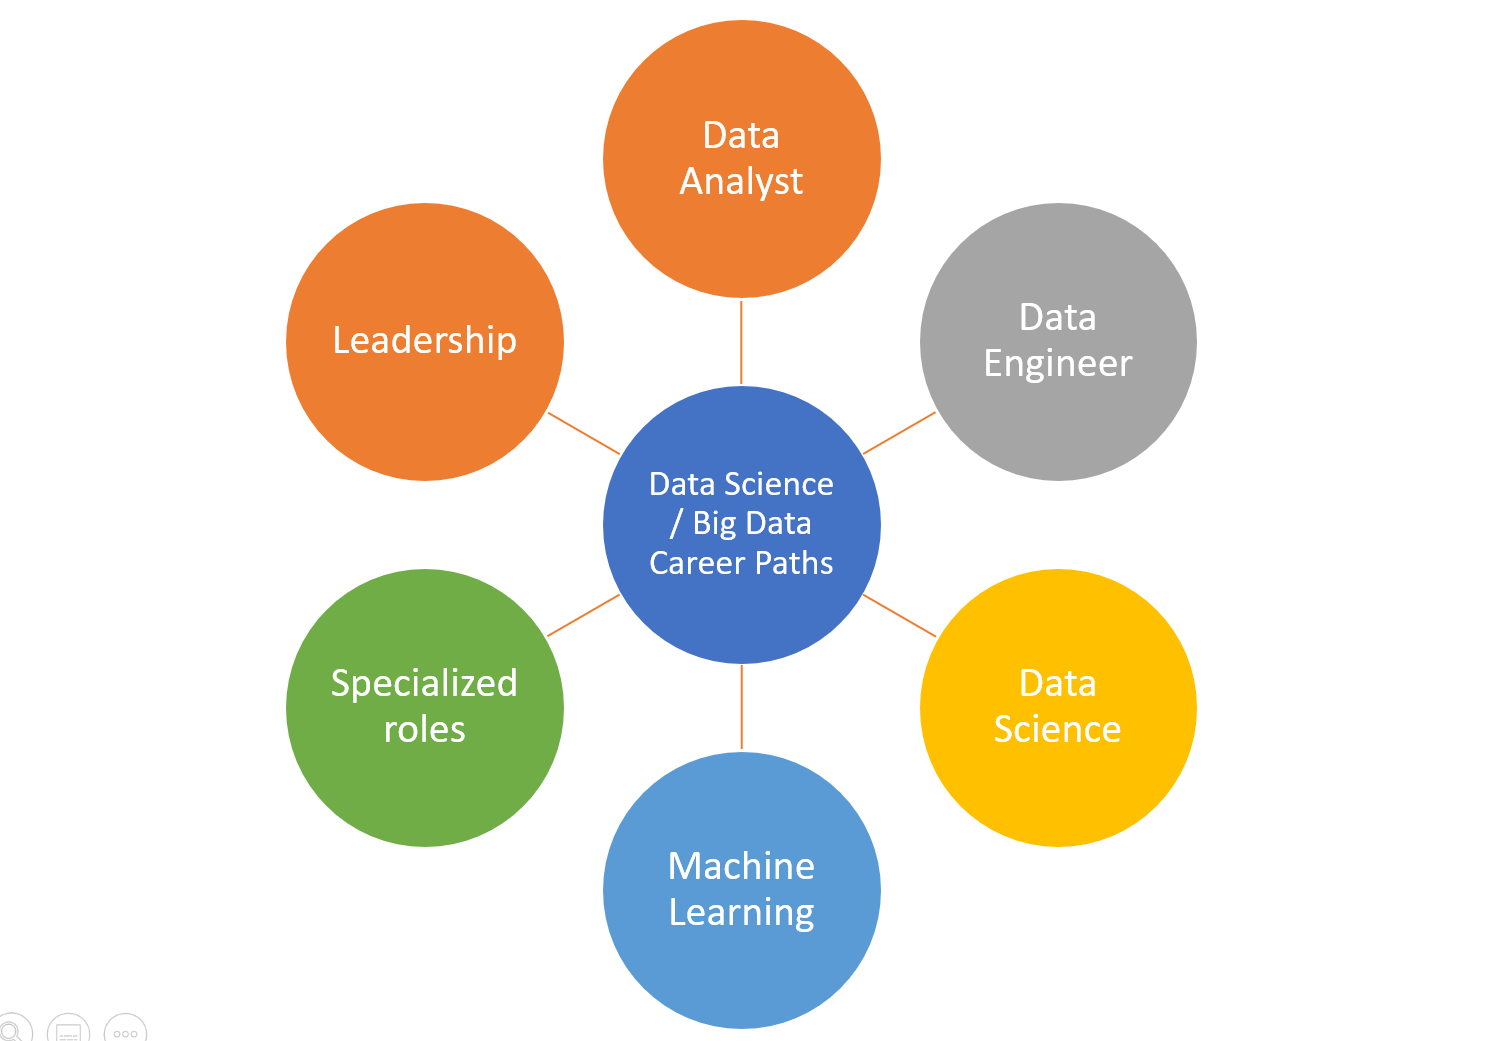 Data
Analyst
Data
Engineer
Data
Science
Machine
Learning
Specialized
roles
Leadership
Data Science
/ Big Data
Career Paths